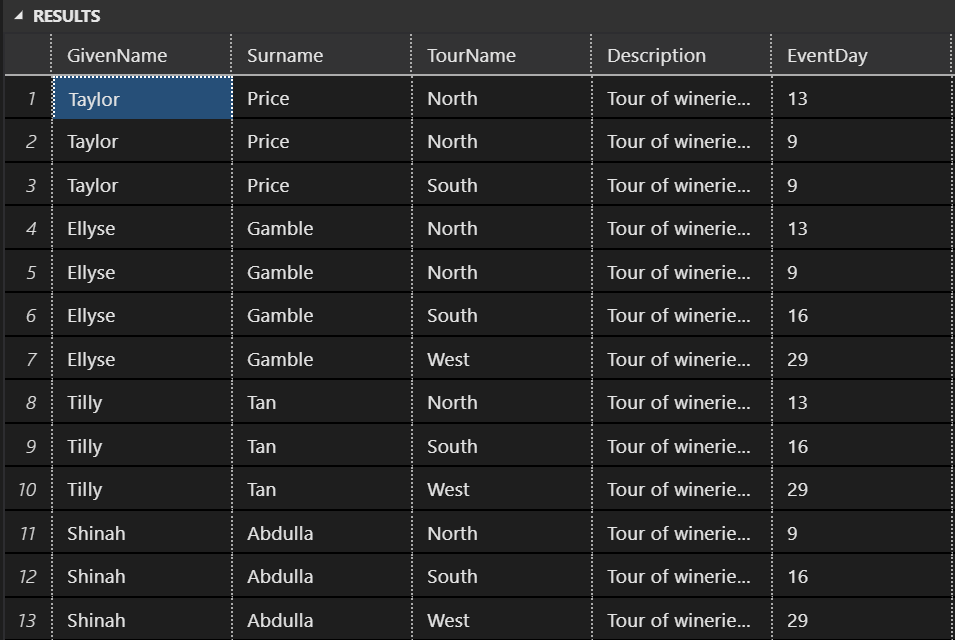 RESULTS
GivenName Surname TourName Description EventDay
1 Taylor Price North Tour of winerie... 13
2 Taylor Price North Tour of winerie... 9
3 Taylor Price South Tour of winerie... 9
4 Ellyse Gamble North Tour of winerie... 13
5 Ellyse Gamble North Tour of winerie... 9
6 Ellyse Gamble South Tour of winerie... 16
7 Ellyse Gamble West Tour of winerie... 29
8 Tilly Tan North Tour of winerie... 13
9 Tilly Tan South Tour of winerie... 16
10 Tilly Tan West Tour of winerie... 29
11 Shinah Abdulla North Tour of winerie... 9
12 Shinah Abdulla South Tour of winerie... 16
13 Shinah Abdulla West Tour of winerie... 29